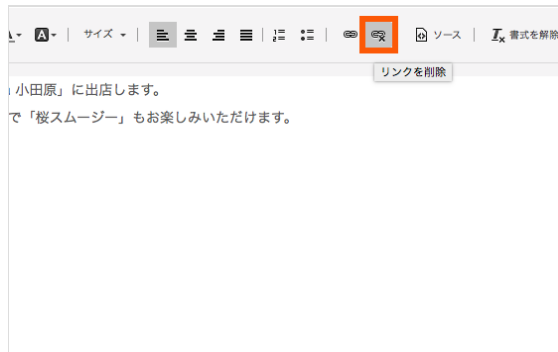 A A サイズ ソース Tx 書式を解除
リンクを削除
小田原」に出店します。
で「桜スムージー」もお楽しみいただけます。